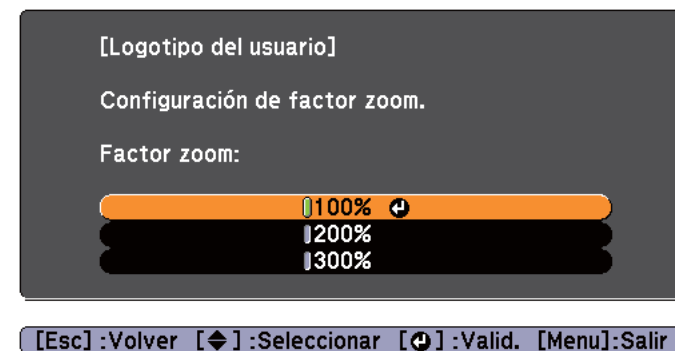 [Logotipo del usuario]
Configuración de factor zoom.
Factor zoom:
100%
200%
300%
[Esc] :Volver [◆] :Seleccionar [⏎] :Valid. [Menu]:Salir